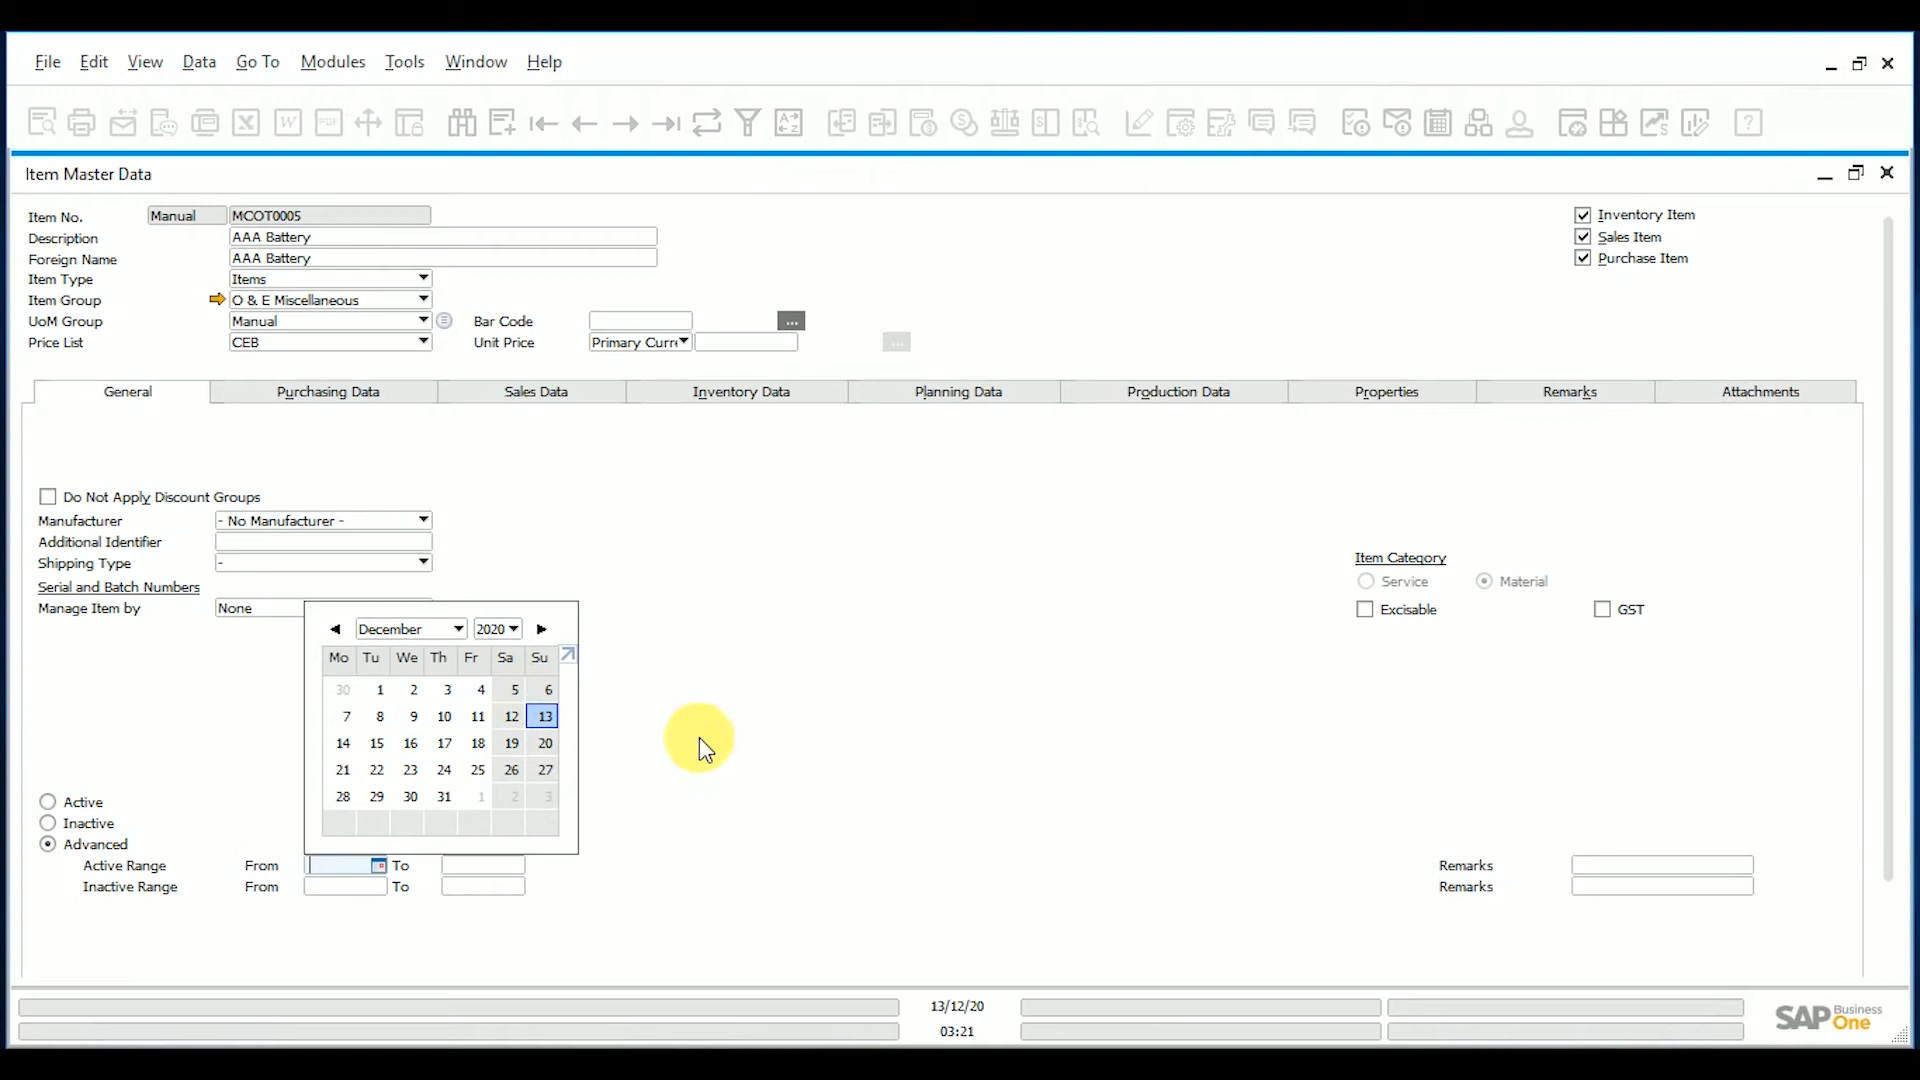 File Edit View Data Go To Modules Tools Window Help
Item Master Data
Item No. Manual MCOT0005
Description AAA Battery
Foreign Name AAA Battery
Item Type Items
Item Group O & E Miscellaneous
UoM Group Manual Bar Code ...
Price List CEB Unit Price Primary Curr ...
Inventory Item
Sales Item
Purchase Item
General Purchasing Data Sales Data Inventory Data Planning Data Production Data Properties Remarks Attachments
Do Not Apply Discount Groups
Manufacturer - No Manufacturer -
Additional Identifier
Shipping Type -
Serial and Batch Numbers
Manage Item by None
Item Category
Service Material
Excisable GST
December 2020
Mo Tu We Th Fr Sa Su
30 1 2 3 4 5 6
7 8 9 10 11 12 13
14 15 16 17 18 19 20
21 22 23 24 25 26 27
28 29 30 31 1 2 3
Active
Inactive
Advanced
Active Range From To Remarks
Inactive Range From To Remarks
13/12/20
03:21
SAP Business One